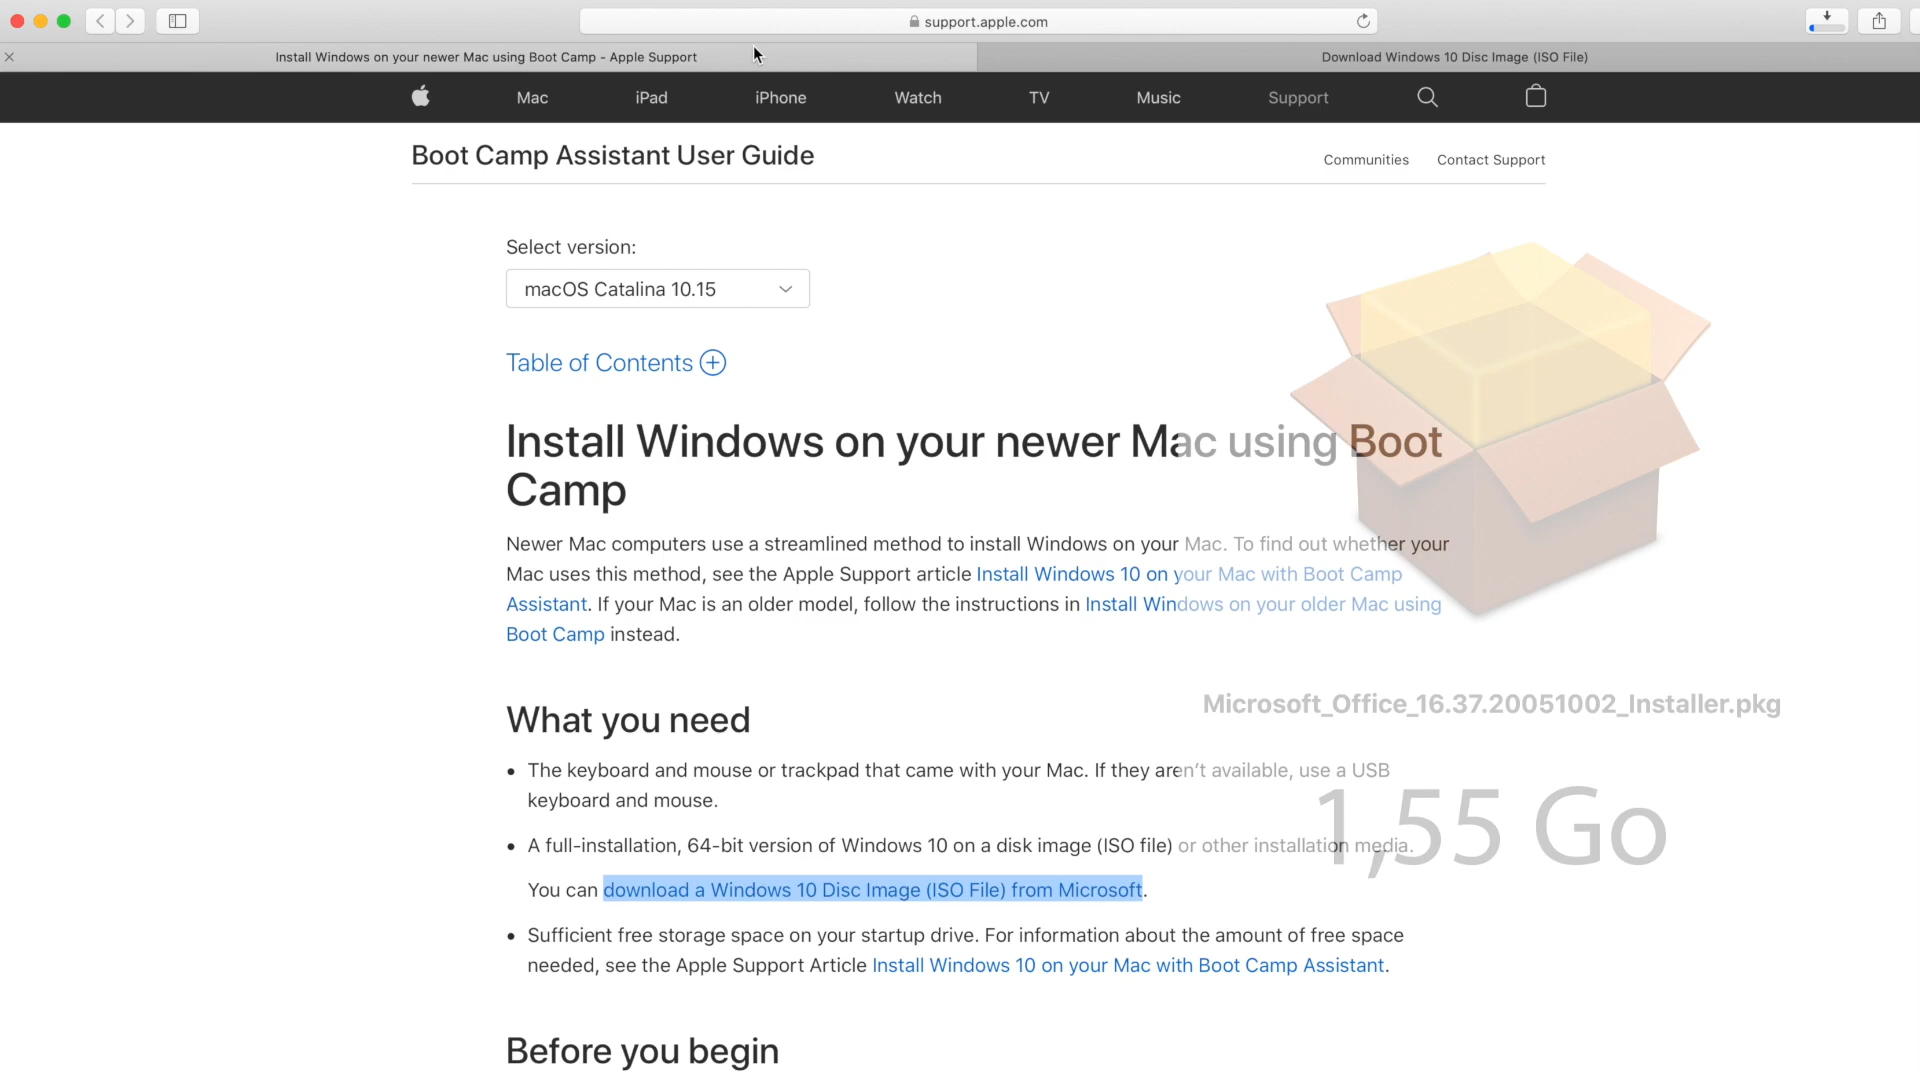 support.apple.com
Install Windows on your newer Mac using Boot Camp - Apple Support
Download Windows 10 Disc Image (ISO File)
Mac
iPad
iPhone
Watch
TV
Music
Support
Boot Camp Assistant User Guide
Communities
Contact Support
Select version:
macOS Catalina 10.15
Table of Contents
Install Windows on your newer Mac using Boot
Camp
Newer Mac computers use a streamlined method to install Windows on your Mac. To find out whether your
Mac uses this method, see the Apple Support article Install Windows 10 on your Mac with Boot Camp
Assistant. If your Mac is an older model, follow the instructions in Install Windows on your older Mac using
Boot Camp instead.
What you need
Microsoft_Office_16.37.20051002_Installer.pkg
• The keyboard and mouse or trackpad that came with your Mac. If they aren't available, use a USB
keyboard and mouse.
1,55 Go
• A full-installation, 64-bit version of Windows 10 on a disk image (ISO file) or other installation media.
You can download a Windows 10 Disc Image (ISO File) from Microsoft.
• Sufficient free storage space on your startup drive. For information about the amount of free space
needed, see the Apple Support Article Install Windows 10 on your Mac with Boot Camp Assistant.
Before you begin